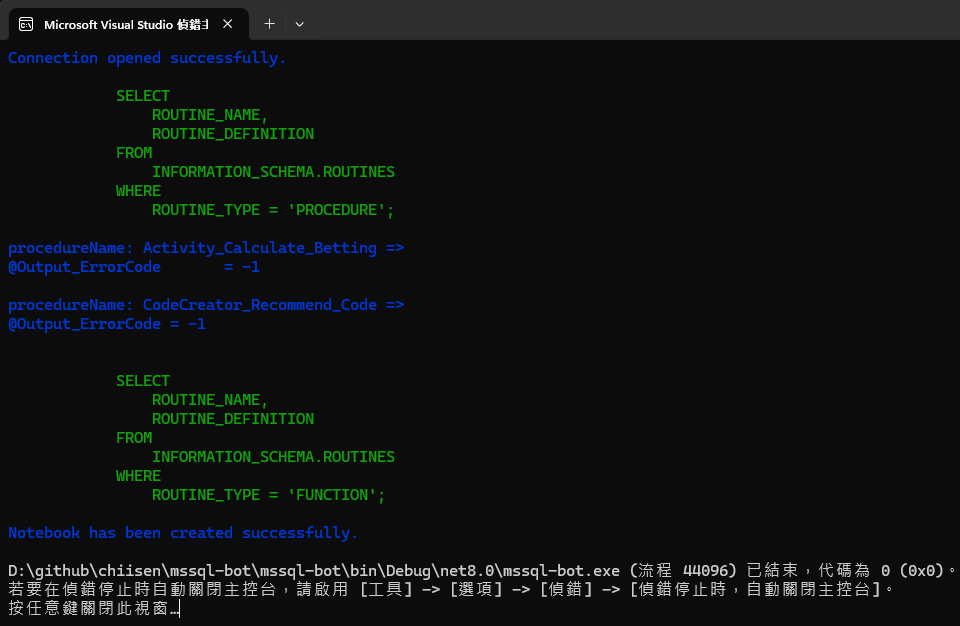 Microsoft Visual Studio 偵錯主
Connection opened successfully.
SELECT
ROUTINE_NAME,
ROUTINE_DEFINITION
FROM
INFORMATION_SCHEMA.ROUTINES
WHERE
ROUTINE_TYPE = 'PROCEDURE';
procedureName: Activity_Calculate_Betting =>
@Output_ErrorCode       = -1
procedureName: CodeCreator_Recommend_Code =>
@Output_ErrorCode = -1
SELECT
ROUTINE_NAME,
ROUTINE_DEFINITION
FROM
INFORMATION_SCHEMA.ROUTINES
WHERE
ROUTINE_TYPE = 'FUNCTION';
Notebook has been created successfully.
D:\github\chiisen\mssql-bot\mssql-bot\bin\Debug\net8.0\mssql-bot.exe (流程 44096) 已結束，代碼為 0 (0x0)。
若要在偵錯停止時自動關閉主控台，請啟用 [工具] -> [選項] -> [偵錯] -> [偵錯停止時，自動關閉主控台]。
按任意鍵關閉此視窗…